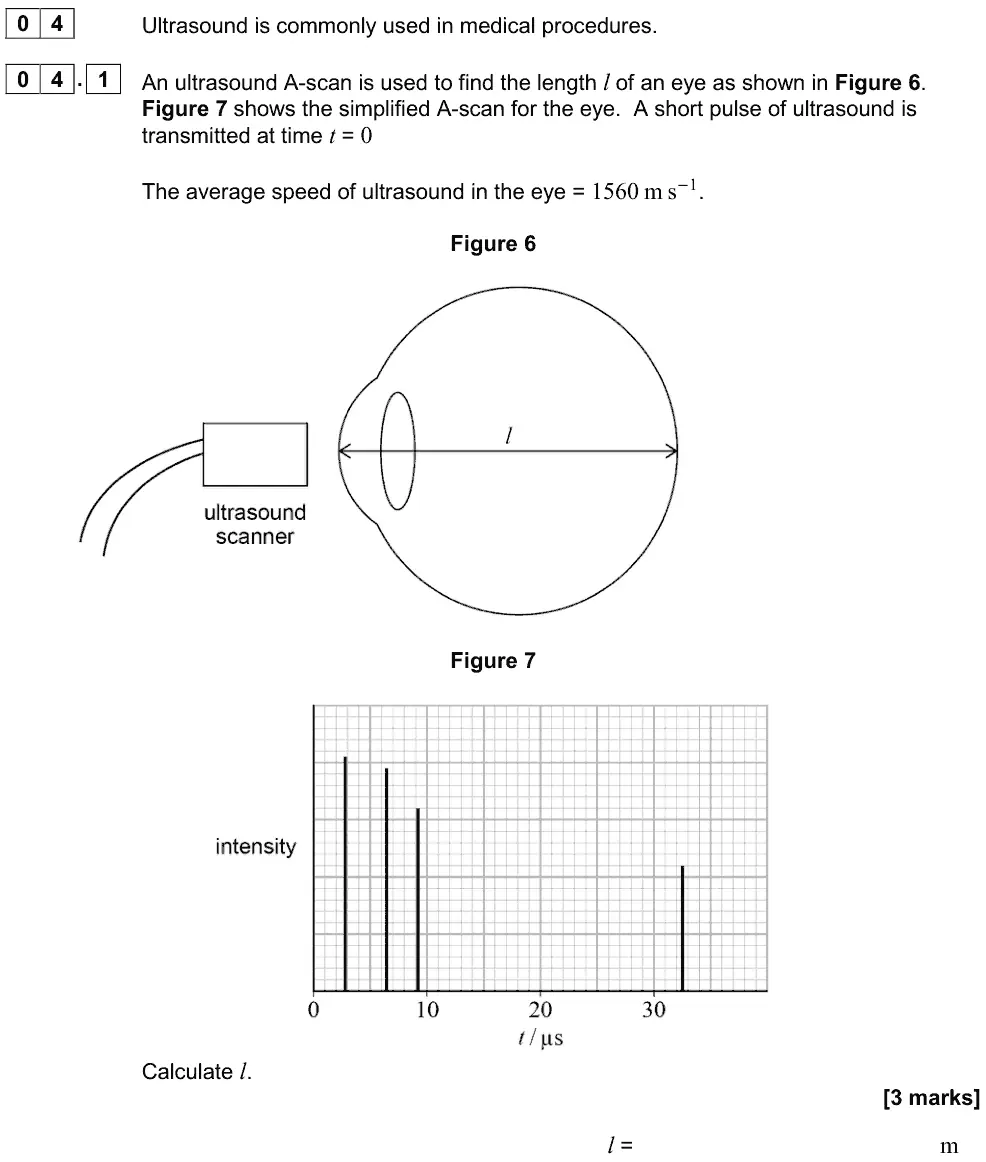 0 4 Ultrasound is commonly used in medical procedures.
0 4 . 1 An ultrasound A-scan is used to find the length l of an eye as shown in Figure 6.
Figure 7 shows the simplified A-scan for the eye. A short pulse of ultrasound is
transmitted at time t = 0
The average speed of ultrasound in the eye = 1560 m s⁻¹.
Figure 6
l
ultrasound
scanner
Figure 7
intensity
0 10 20 30
t / μs
Calculate l.
[3 marks]
l = m